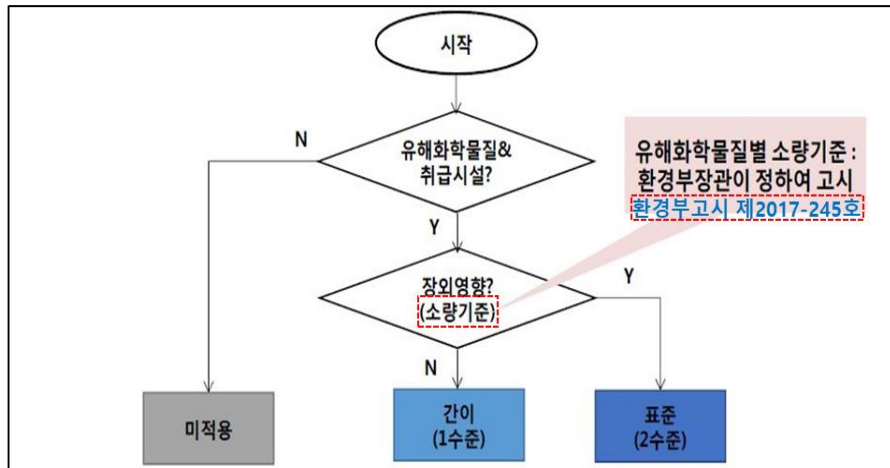 시작
N
유해화학물질&
취급시설?
유해화학물질별 소량기준 :
환경부장관이 정하여 고시
환경부고시 제2017-245호
Y
장외영향?
(소량기준)
Y
N
미적용
간이
(1수준)
표준
(2수준)